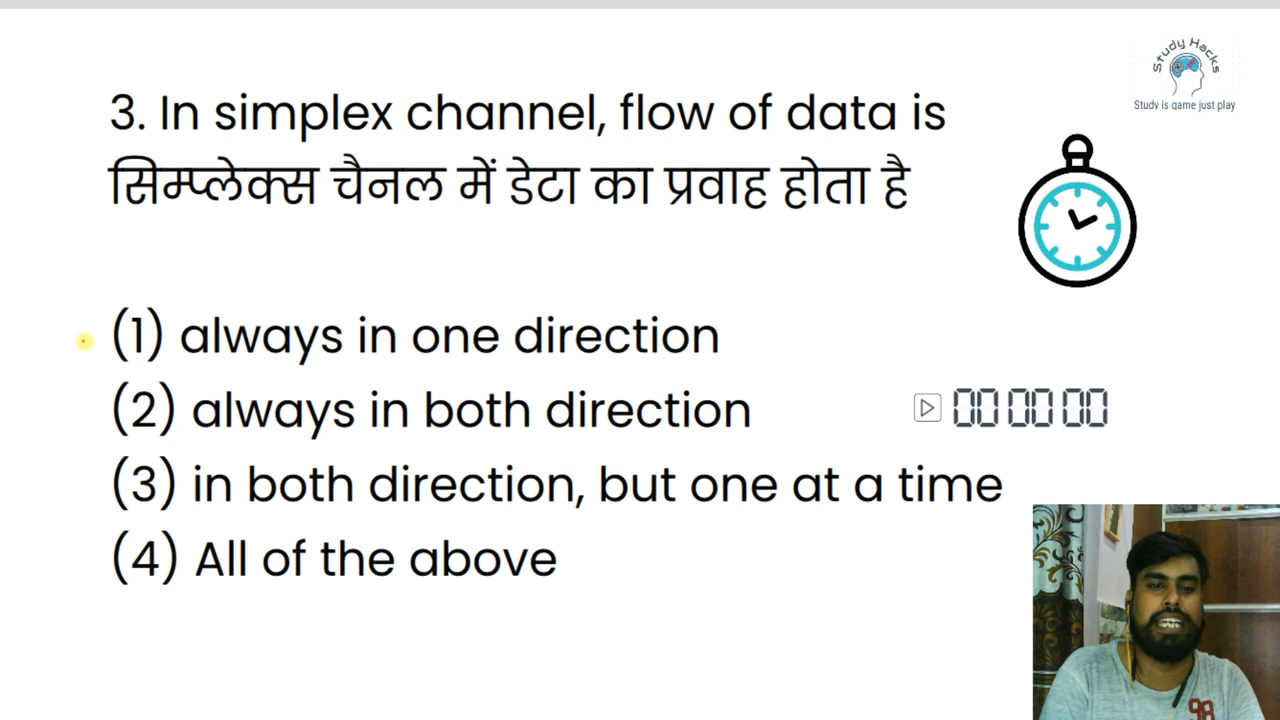 Study Hacks
Study is game just play
3. In simplex channel, flow of data is
सिम्प्लेक्स चैनल में डेटा का प्रवाह होता है
(1) always in one direction
(2) always in both direction
00 00 00
(3) in both direction, but one at a time
(4) All of the above
98